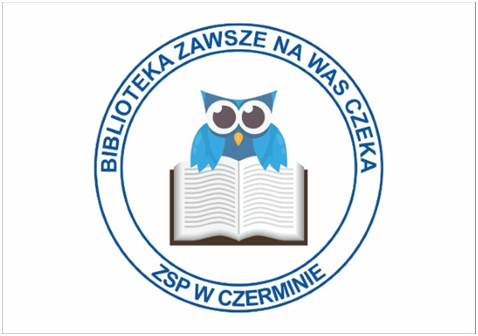 BIBLIOTEKA ZAWSZE NA WAS CZEKA
ZSP W CZERMINIE